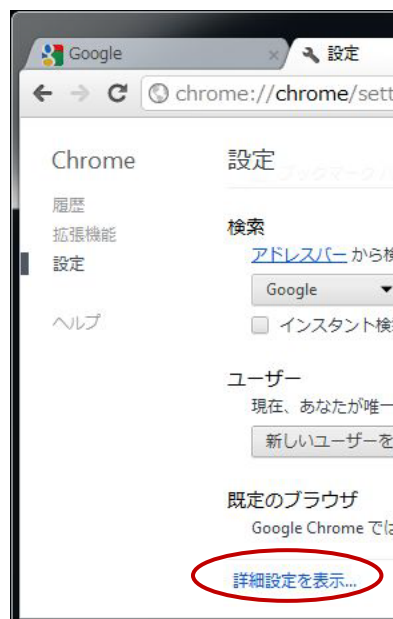 Google
設定
chrome://chrome/sett
Chrome
設定
履歴
拡張機能
設定
ヘルプ
検索
アドレスバー から検
Google
インスタント検
ユーザー
現在、あなたが唯一
新しいユーザーを
既定のブラウザ
Google Chrome では
詳細設定を表示...